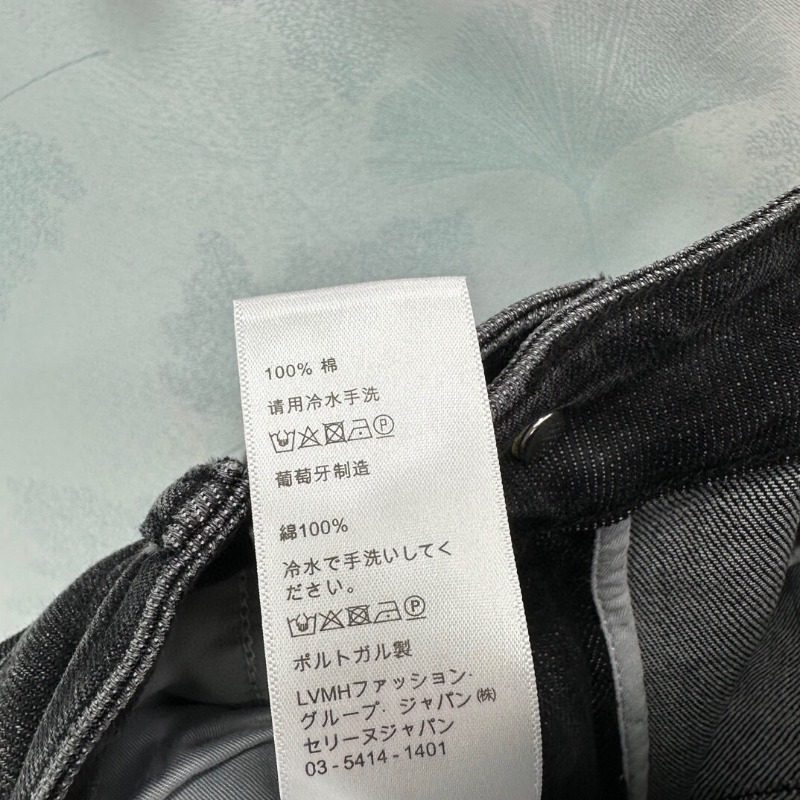 100% 棉
请用冷水手洗
葡萄牙制造
綿100%
冷水で手洗いしてく
ださい。
ポルトガル製
LVMHファッション・
グループ・ジャパン㈱
セリーヌジャパン
03-5414-1401